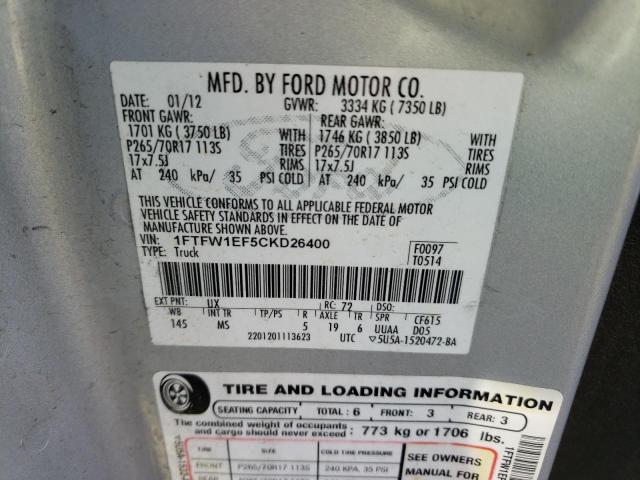 MFD. BY FORD MOTOR CO.
DATE: 01/12 GVWR: 3334 KG ( 7350 LB)
FRONT GAWR: REAR GAWR:
1701 KG ( 3750 LB) WITH 1746 KG ( 3850 LB) WITH
P265/70R17 113S TIRES P265/70R17 113S TIRES
17x7.5J RIMS 17x7.5J RIMS
AT 240 kPa/ 35 PSI COLD AT 240 kPa/ 35 PSI COLD
THIS VEHICLE CONFORMS TO ALL APPLICABLE FEDERAL MOTOR
VEHICLE SAFETY STANDARDS IN EFFECT ON THE DATE OF
MANUFACTURE SHOWN ABOVE.
VIN: 1FTFW1EF5CKD26400 F0097
TYPE: Truck T0514
EXT PNT: UX RC: 72 DSO:
WB INT TR TP/PS R AXLE TR SPR CF615
145 MS 5 19 6 UUAA D05
2201201113623 UTC 5U5A-1520472-BA
TIRE AND LOADING INFORMATION
SEATING CAPACITY TOTAL: 6 FRONT: 3 REAR: 3
The combined weight of occupants
and cargo should never exceed: 773 kg or 1706 lbs.
TIRE SIZE COLD TIRE PRESSURE SEE OWNERS
FRONT P265/70R17 113S 240 KPA, 35 PSI MANUAL FOR